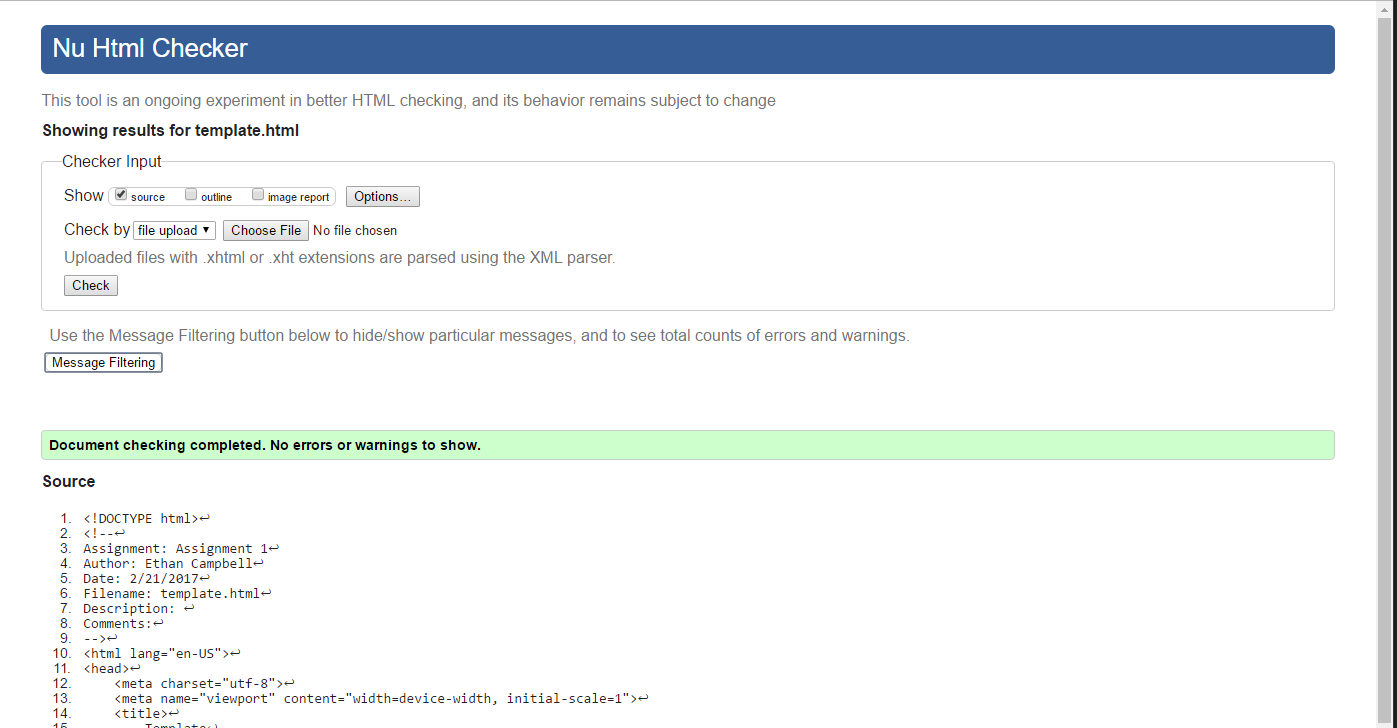 Nu Html Checker
This tool is an ongoing experiment in better HTML checking, and its behavior remains subject to change
Showing results for template.html
Checker Input
Show source outline image report Options...
Check by file upload ▼ Choose File No file chosen
Uploaded files with .xhtml or .xht extensions are parsed using the XML parser.
Check
Use the Message Filtering button below to hide/show particular messages, and to see total counts of errors and warnings.
Message Filtering
Document checking completed. No errors or warnings to show.
Source
1. <!DOCTYPE html>↩
2. <!--↩
3. Assignment: Assignment 1↩
4. Author: Ethan Campbell↩
5. Date: 2/21/2017↩
6. Filename: template.html↩
7. Description: ↩
8. Comments:↩
9. -->↩
10. <html lang="en-US">↩
11. <head>↩
12. <meta charset="utf-8">↩
13. <meta name="viewport" content="width=device-width, initial-scale=1">↩
14. <title>↩
15. Template↩